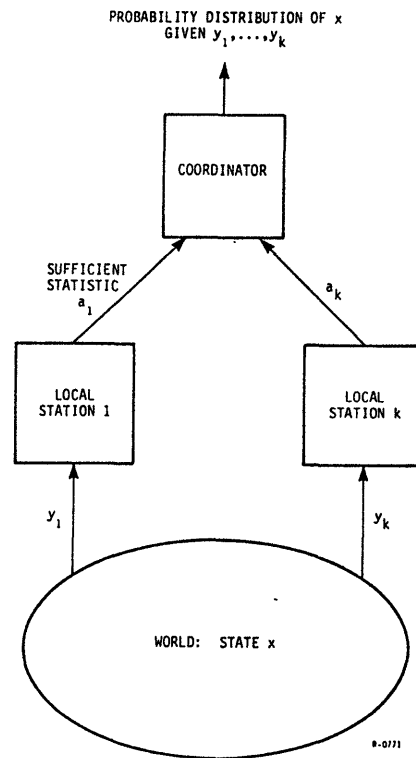 PROBABILITY DISTRIBUTION OF x
GIVEN y₁,...,yₖ
COORDINATOR
SUFFICIENT
STATISTIC
a₁
aₖ
LOCAL
STATION 1
LOCAL
STATION k
y₁
yₖ
WORLD: STATE x
R-0771